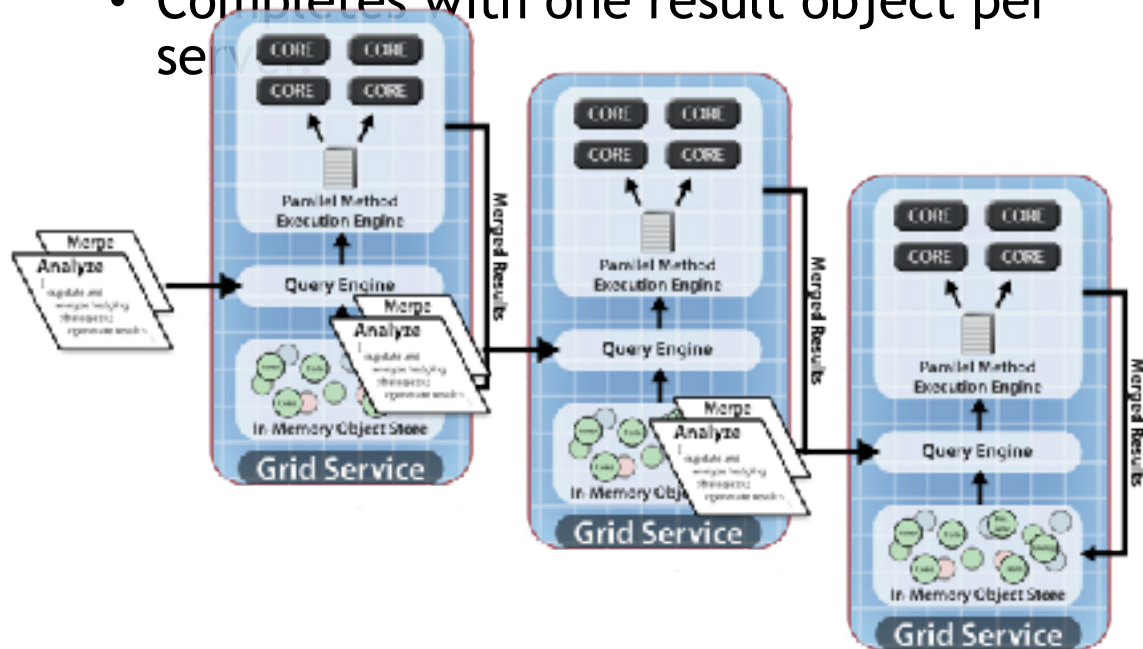 • Completes with one result object per
server.
CORE CORE
CORE CORE
Parallel Method
Execution Engine
Query Engine
In-Memory Object Store
Grid Service
Merged Results
Merge
Analyze
{
Merge
Analyze
{
CORE CORE
CORE CORE
Parallel Method
Execution Engine
Query Engine
In-Memory Obje
Grid Service
Merged Results
Merge
Analyze
{
CORE CORE
CORE CORE
Parallel Method
Execution Engine
Query Engine
In-Memory Object Store
Grid Service
Merged Results